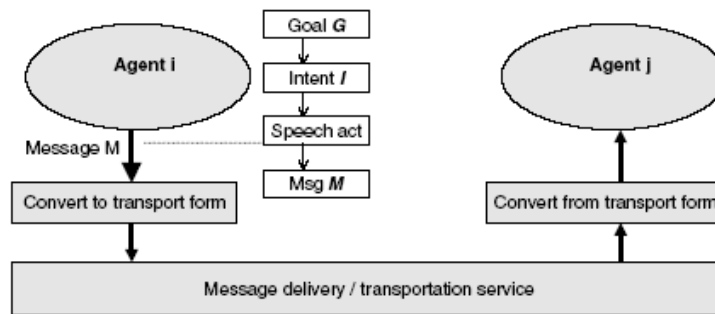 Goal G
Agent i
Agent j
Intent I
Speech act
Message M
Msg M
Convert to transport form
Convert from transport form
Message delivery / transportation service